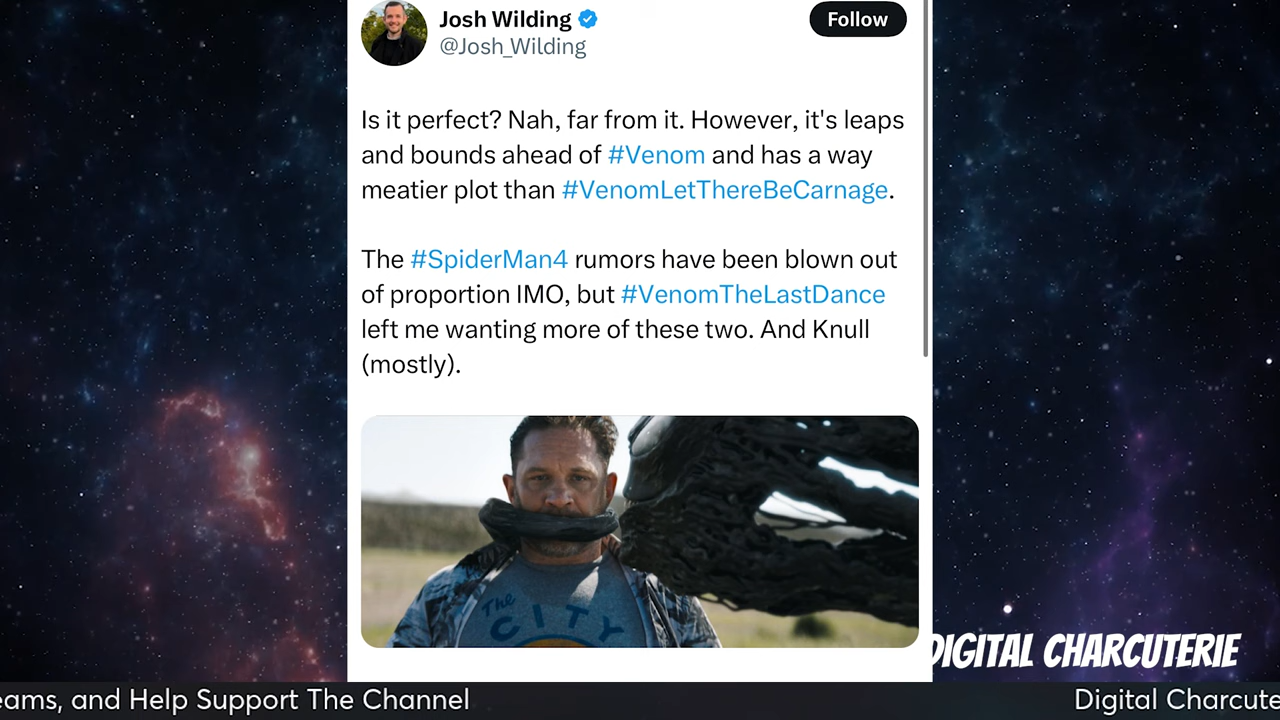 Josh Wilding
@Josh_Wilding
Follow
Is it perfect? Nah, far from it. However, it's leaps
and bounds ahead of #Venom and has a way
meatier plot than #VenomLetThereBeCarnage.
The #SpiderMan4 rumors have been blown out
of proportion IMO, but #VenomTheLastDance
left me wanting more of these two. And Knull
(mostly).
The
CITY
DIGITAL CHARCUTERIE
eams, and Help Support The Channel
Digital Charcute